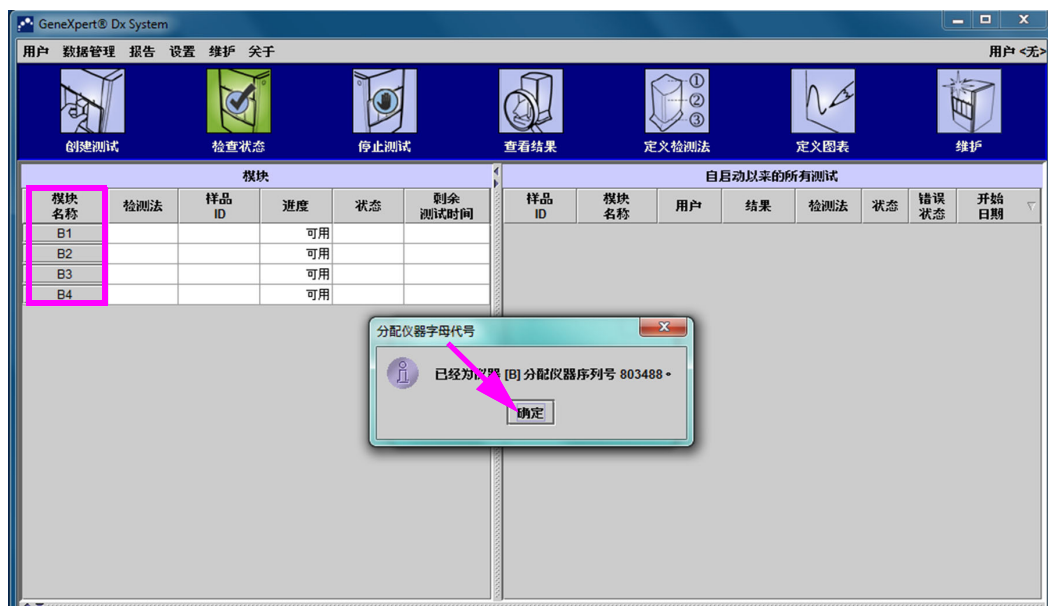 GeneXpert® Dx System
用户 数据管理 报告 设置 维护 关于 用户 <无>
创建测试 检查状态 停止测试 查看结果 ① ② ③ 定义检测法 定义图表 维护
模块 自启动以来的所有测试
模块 名称 检测法 样品 ID 进度 状态 剩余 测试时间 样品 ID 模块 名称 用户 结果 检测法 状态 错误 状态 开始 日期
B1 可用
B2 可用
B3 可用
B4 可用
分配仪器字母代号
已经为仪器 [B] 分配仪器序列号 803488。
确定